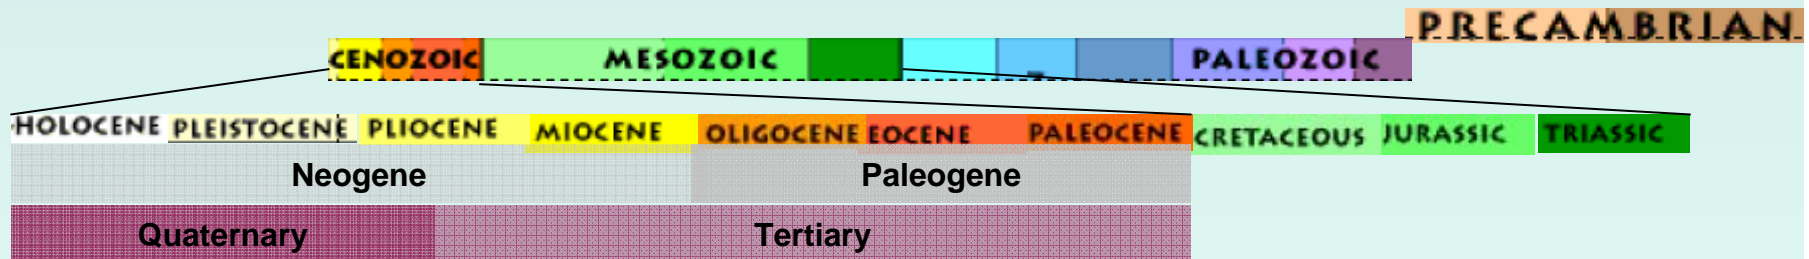 PRECAMBRIAN
CENOZOIC MESOZOIC PALEOZOIC
HOLOCENE PLEISTOCENE PLIOCENE MIOCENE OLIGOCENE EOCENE PALEOCENE CRETACEOUS JURASSIC TRIASSIC
Neogene Paleogene
Quaternary Tertiary